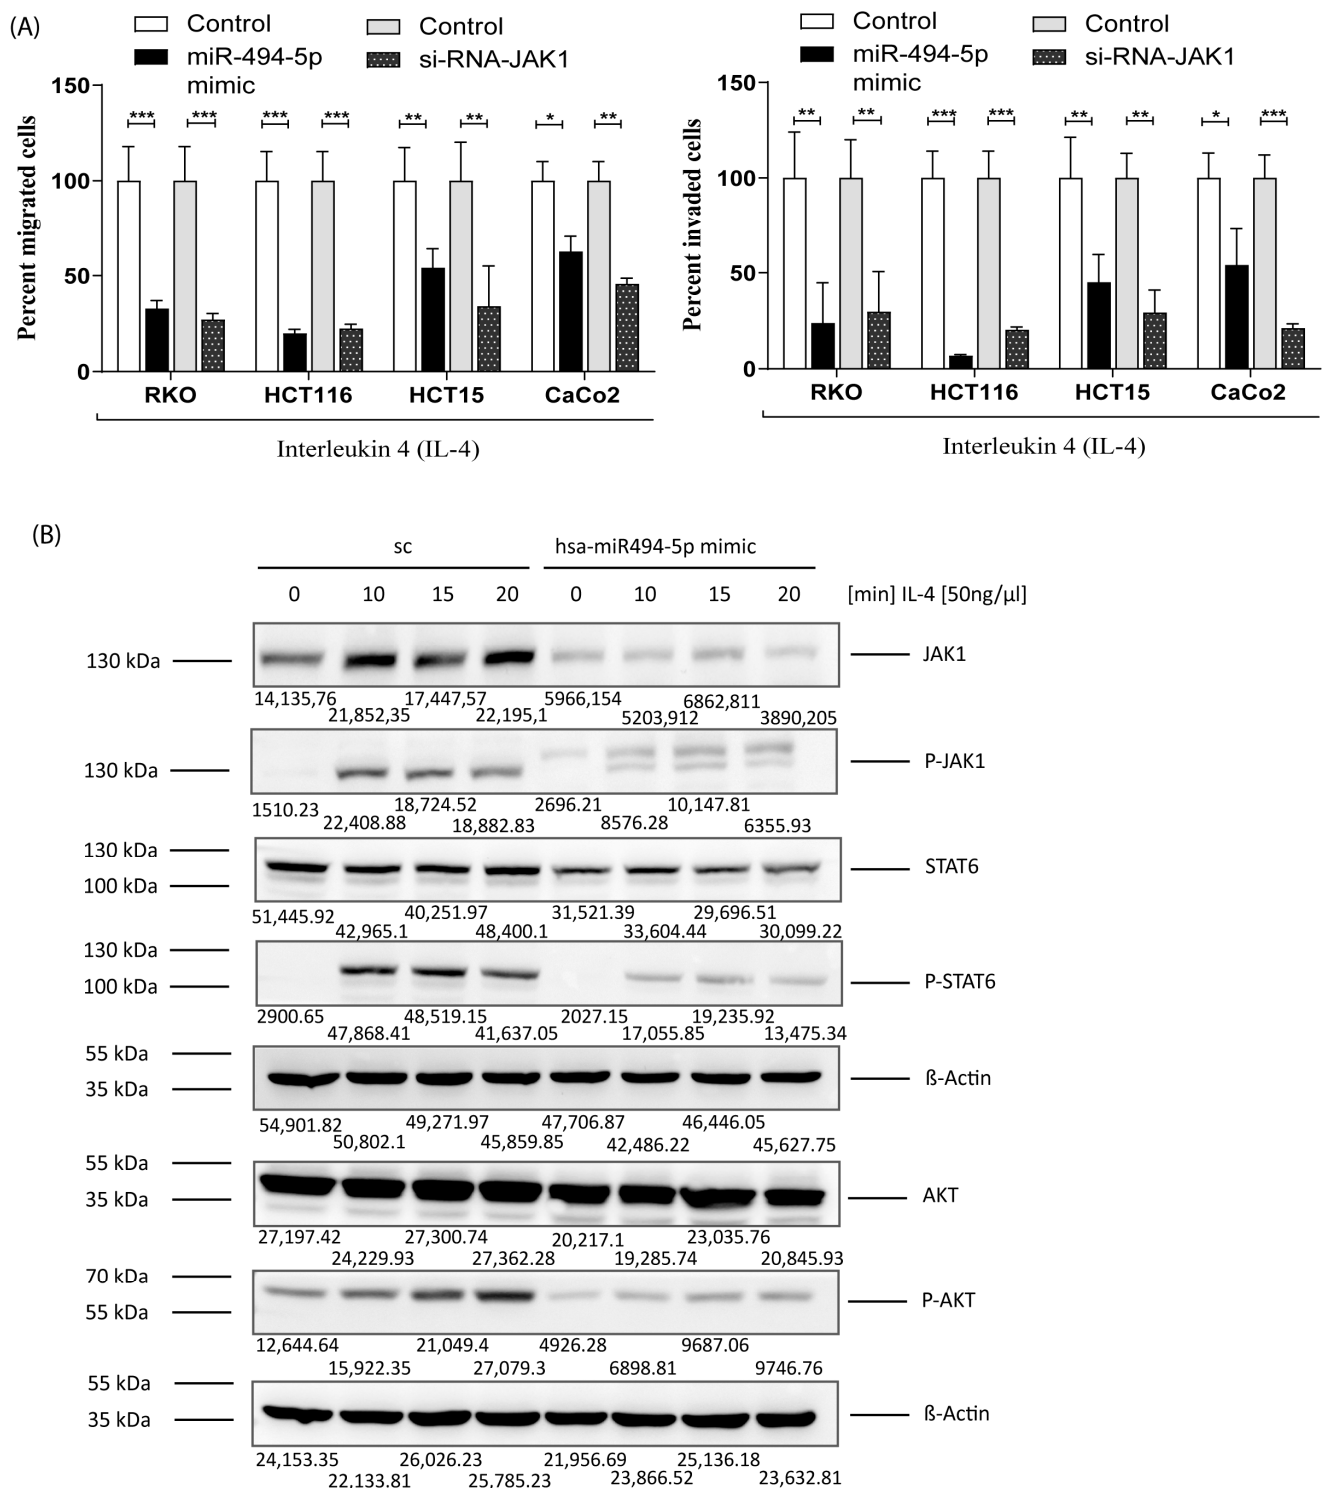 (A)
Control
miR-494-5p
mimic
Control
si-RNA-JAK1
150
100
50
0
Percent migrated cells
*** *** *** *** ** ** * **
RKO HCT116 HCT15 CaCo2
Interleukin 4 (IL-4)
Control
miR-494-5p
mimic
Control
si-RNA-JAK1
150
100
50
0
Percent invaded cells
** ** *** *** ** ** * ***
RKO HCT116 HCT15 CaCo2
Interleukin 4 (IL-4)
(B)
sc hsa-miR494-5p mimic
0 10 15 20 0 10 15 20 [min] IL-4 [50ng/µl]
130 kDa JAK1
14,135,76 17,447,57 5966,154 6862,811
21,852,35 22,195,1 5203,912 3890,205
130 kDa P-JAK1
1510.23 18,724.52 2696.21 10,147.81
22,408.88 18,882.83 8576.28 6355.93
130 kDa STAT6
100 kDa
51,445.92 40,251.97 31,521.39 29,696.51
42,965.1 48,400.1 33,604.44 30,099.22
130 kDa
100 kDa P-STAT6
2900.65 48,519.15 2027.15 19,235.92
47,868.41 41,637.05 17,055.85 13,475.34
55 kDa ß-Actin
35 kDa
54,901.82 49,271.97 47,706.87 46,446.05
50,802.1 45,859.85 42,486.22 45,627.75
55 kDa
35 kDa AKT
27,197.42 27,300.74 20,217.1 23,035.76
24,229.93 27,362.28 19,285.74 20,845.93
70 kDa P-AKT
55 kDa
12,644.64 21,049.4 4926.28 9687.06
15,922.35 27,079.3 6898.81 9746.76
55 kDa
35 kDa ß-Actin
24,153.35 26,026.23 21,956.69 25,136.18
22,133.81 25,785.23 23,866.52 23,632.81